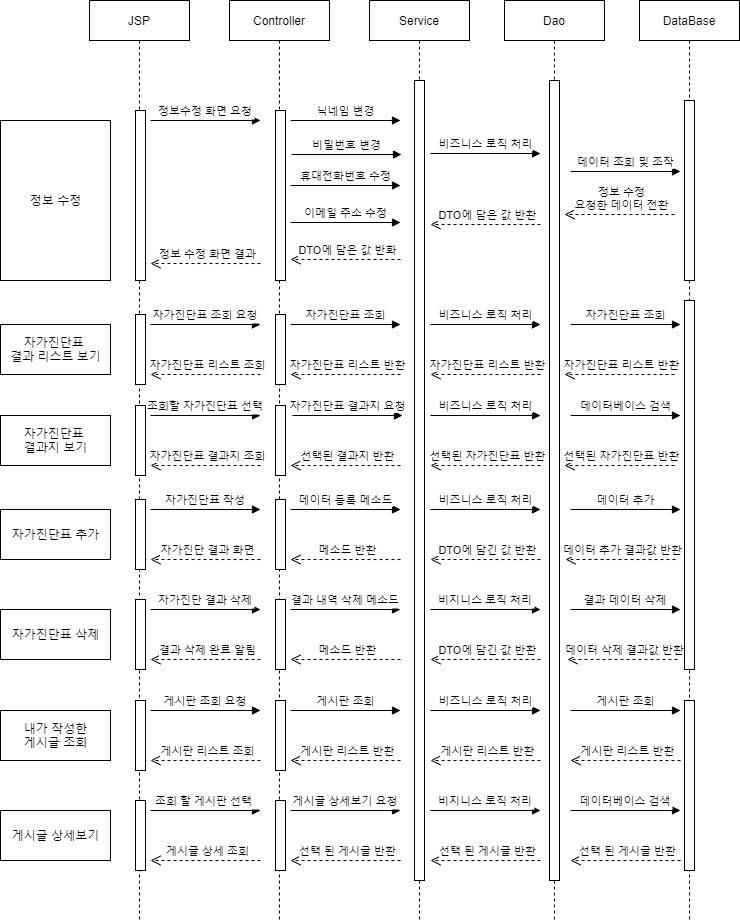 JSP
Controller
Service
Dao
DataBase
정보 수정
정보수정 화면 요청
닉네임 변경
비밀번호 변경
비즈니스 로직 처리
데이터 조회 및 조작
휴대전화번호 수정
정보 수정
요청한 데이터 전환
이메일 주소 수정
DTO에 담은 값 반환
정보 수정 화면 결과
DTO에 담은 값 반화
자가진단표
결과 리스트 보기
자가진단표 조회 요청
자가진단표 조회
비즈니스 로직 처리
자가진단표 조회
자가진단표 리스트 조회
자가진단표 리스트 반환
자가진단표 리스트 반환
자가진단표 리스트 반환
자가진단표
결과지 보기
조회할 자가진단표 선택
자가진단표 결과지 요청
비즈니스 로직 처리
데이터베이스 검색
자가진단표 결과지 조회
선택된 결과지 반환
선택된 자가진단표 반환
선택된 자가진단표 반환
자가진단표 추가
자가진단표 작성
데이터 등록 메소드
비즈니스 로직 처리
데이터 추가
자가진단 결과 화면
메소드 반환
DTO에 담긴 값 반환
데이터 추가 결과값 반환
자가진단표 삭제
자가진단 결과 삭제
결과 내역 삭제 메소드
비지니스 로직 처리
결과 데이터 삭제
결과 삭제 완료 알림
메소드 반환
DTO에 담긴 값 반환
데이터 삭제 결과값 반환
내가 작성한
게시글 조회
게시판 조회 요청
게시판 조회
비즈니스 로직 처리
게시판 조회
게시판 리스트 조회
게시판 리스트 반환
게시판 리스트 반환
게시판 리스트 반환
게시글 상세보기
조회 할 게시판 선택
게시글 상세보기 요청
비지니스 로직 처리
데이터베이스 검색
게시글 상세 조회
선택 된 게시글 반환
선택 된 게시글 반환
선택 된 게시글 반환